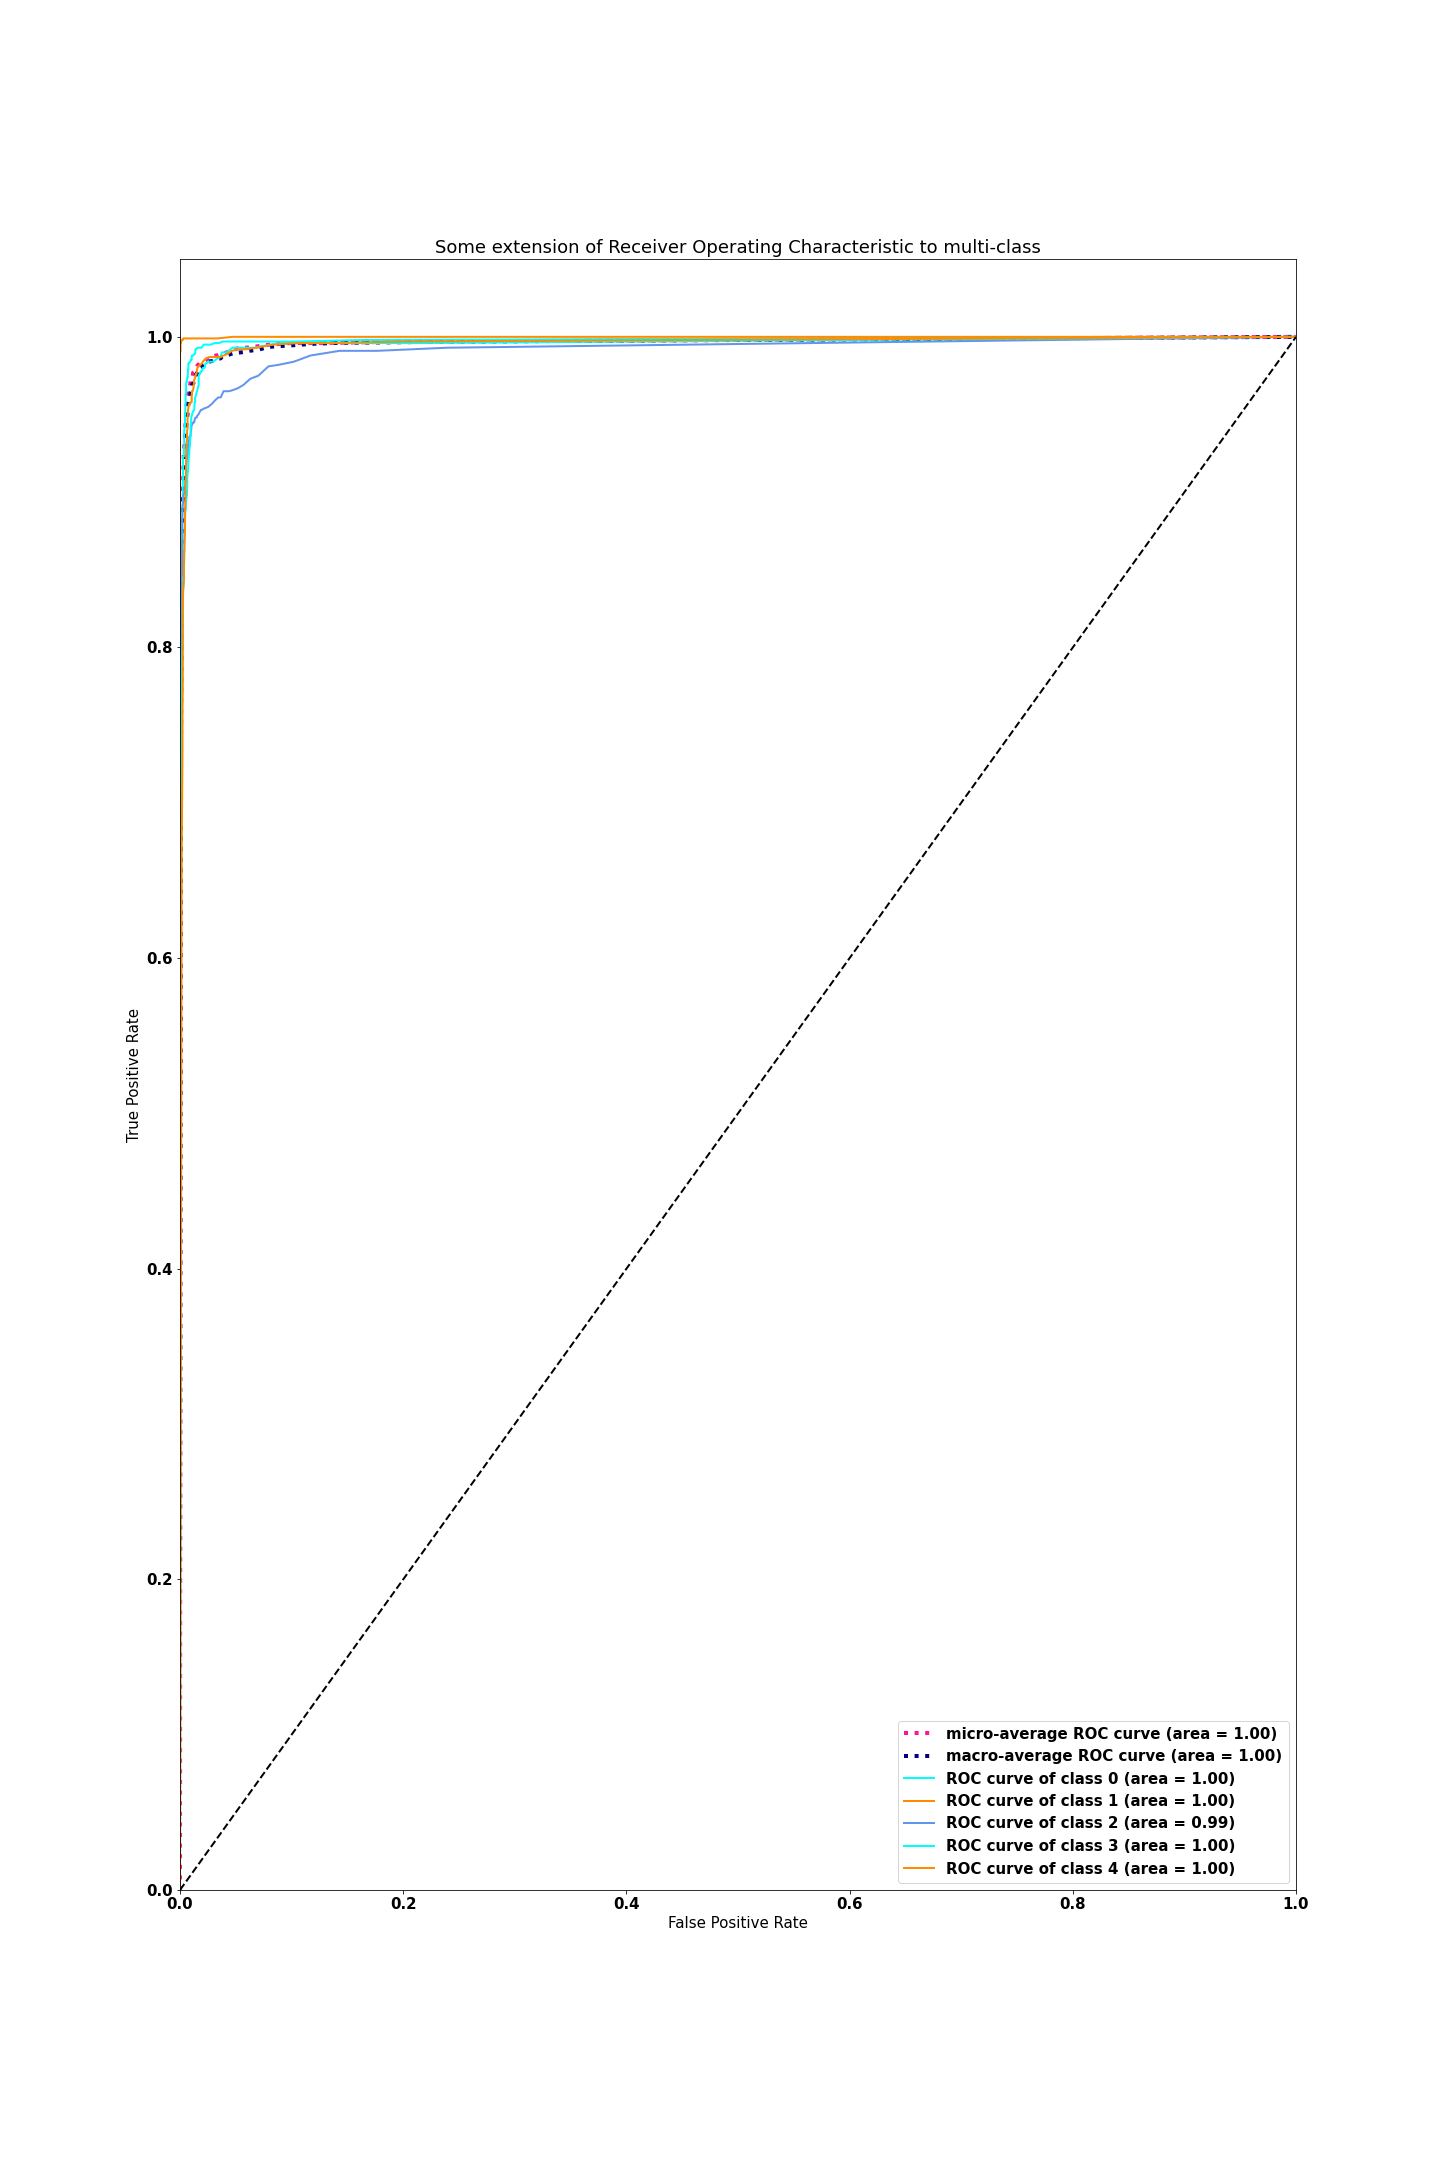 Some extension of Receiver Operating Characteristic to multi-class
1.0
0.8
0.6
0.4
0.2
0.0
True Positive Rate
0.0 0.2 0.4 0.6 0.8 1.0
False Positive Rate
micro-average ROC curve (area = 1.00)
macro-average ROC curve (area = 1.00)
ROC curve of class 0 (area = 1.00)
ROC curve of class 1 (area = 1.00)
ROC curve of class 2 (area = 0.99)
ROC curve of class 3 (area = 1.00)
ROC curve of class 4 (area = 1.00)